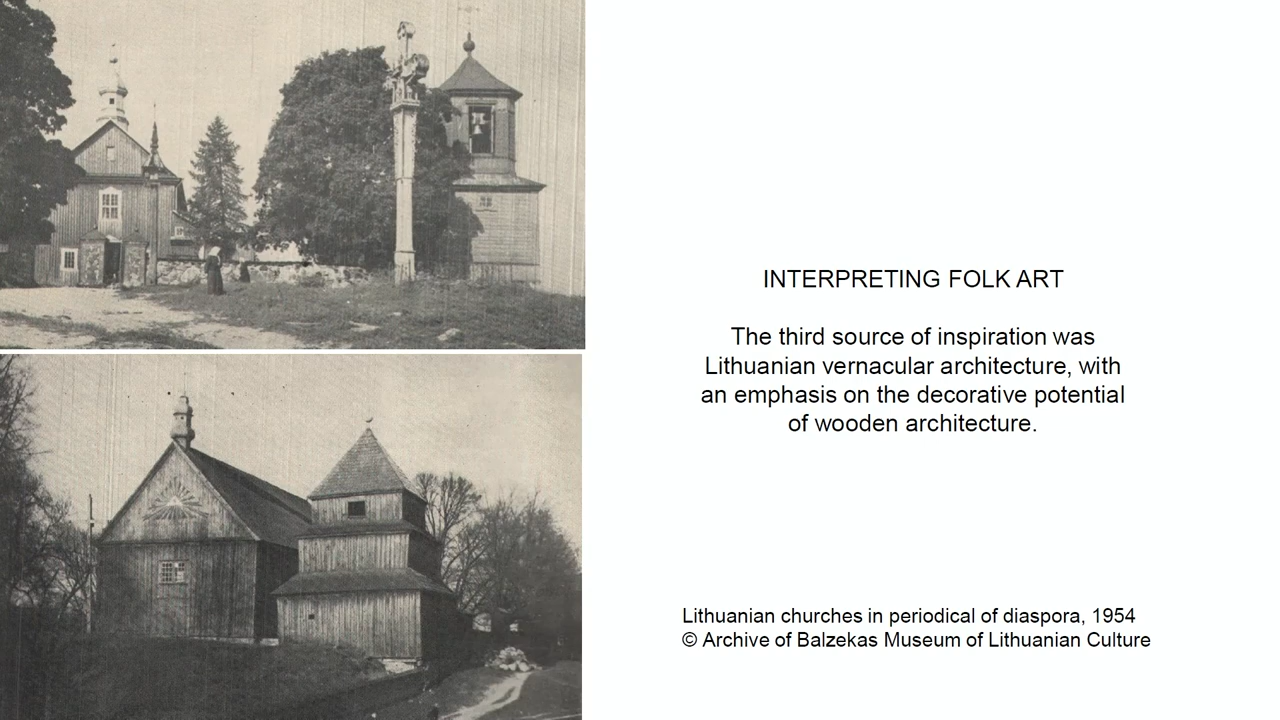 INTERPRETING FOLK ART
The third source of inspiration was
Lithuanian vernacular architecture, with
an emphasis on the decorative potential
of wooden architecture.
Lithuanian churches in periodical of diaspora, 1954
© Archive of Balzekas Museum of Lithuanian Culture